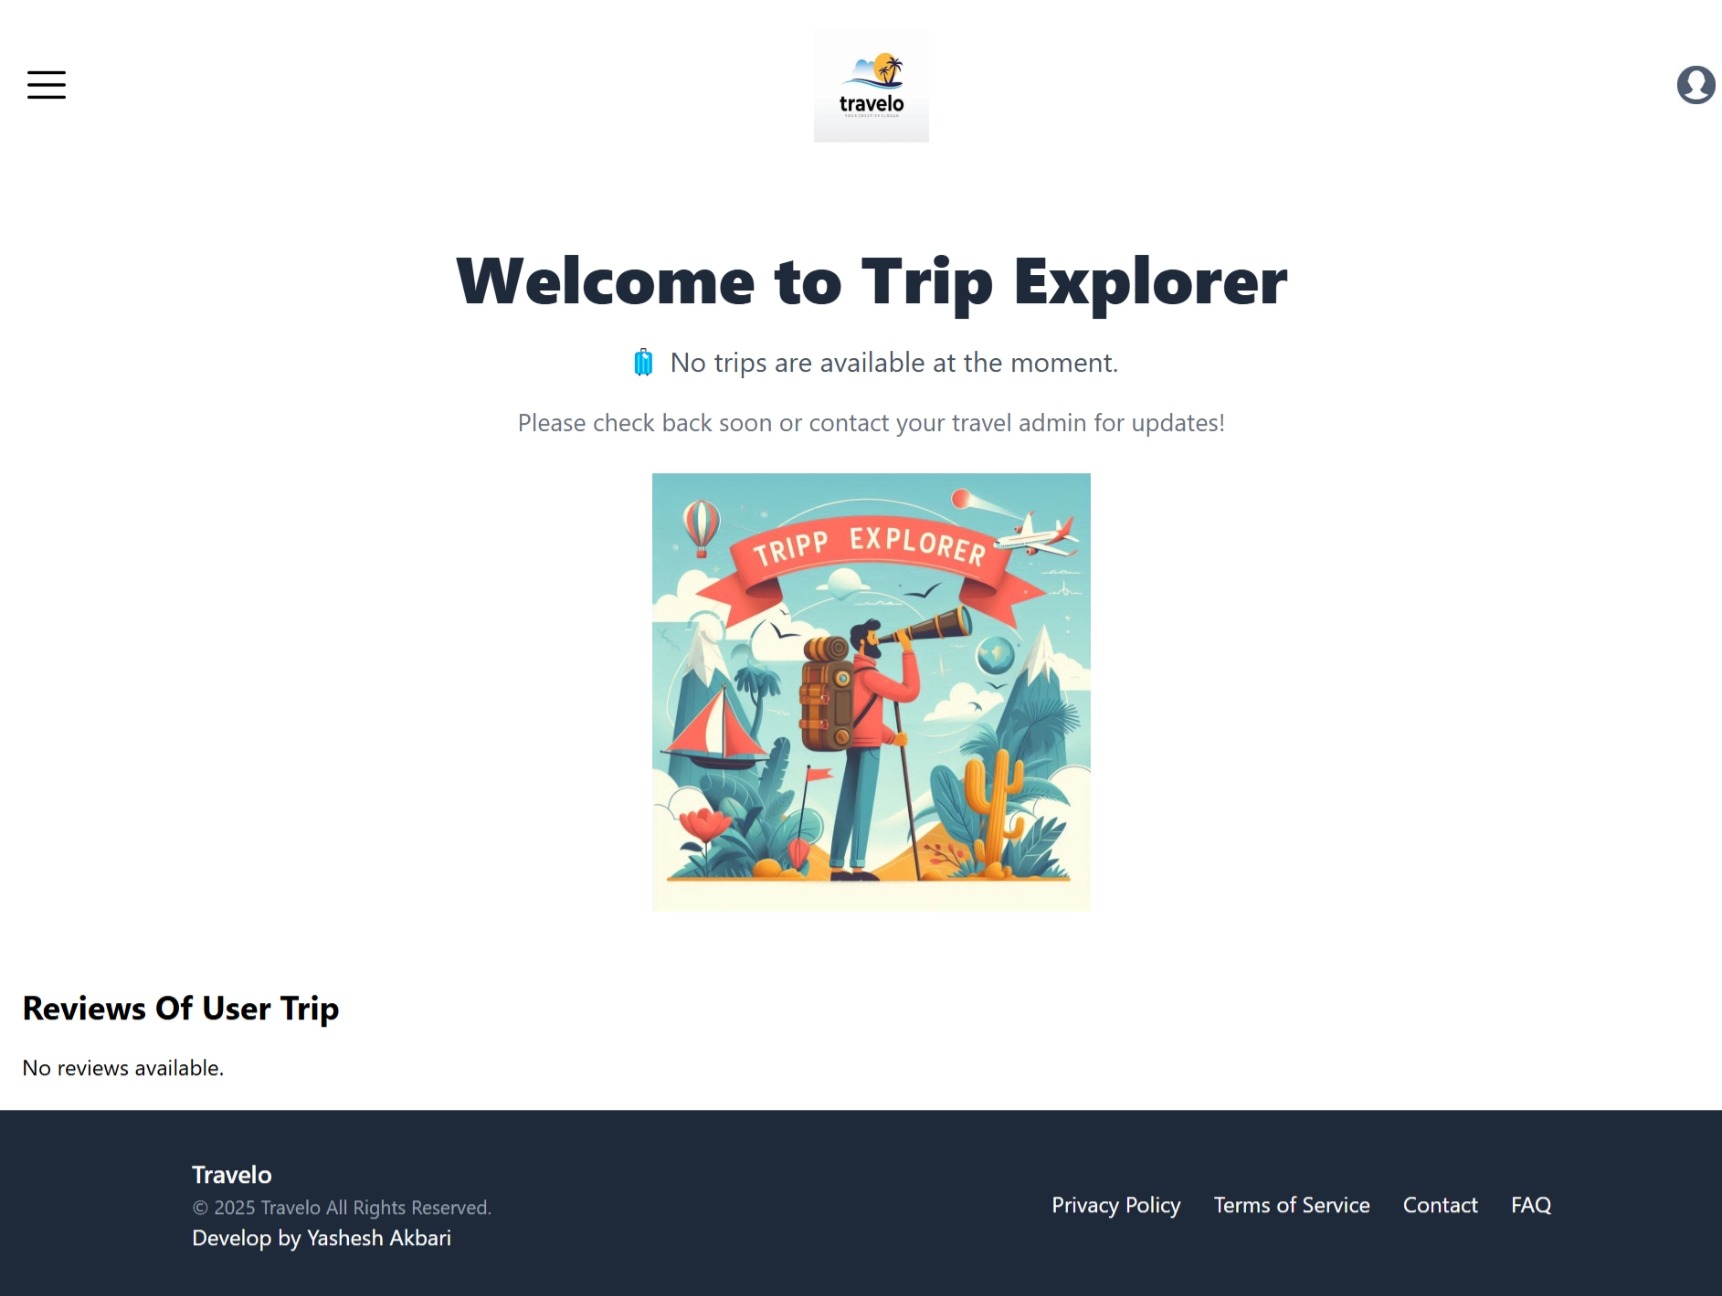 travelo
Welcome to Trip Explorer
No trips are available at the moment.
Please check back soon or contact your travel admin for updates!
TRIPP EXPLORER
Reviews Of User Trip
No reviews available.
Travelo
© 2025 Travelo All Rights Reserved.
Develop by Yashesh Akbari
Privacy Policy Terms of Service Contact FAQ